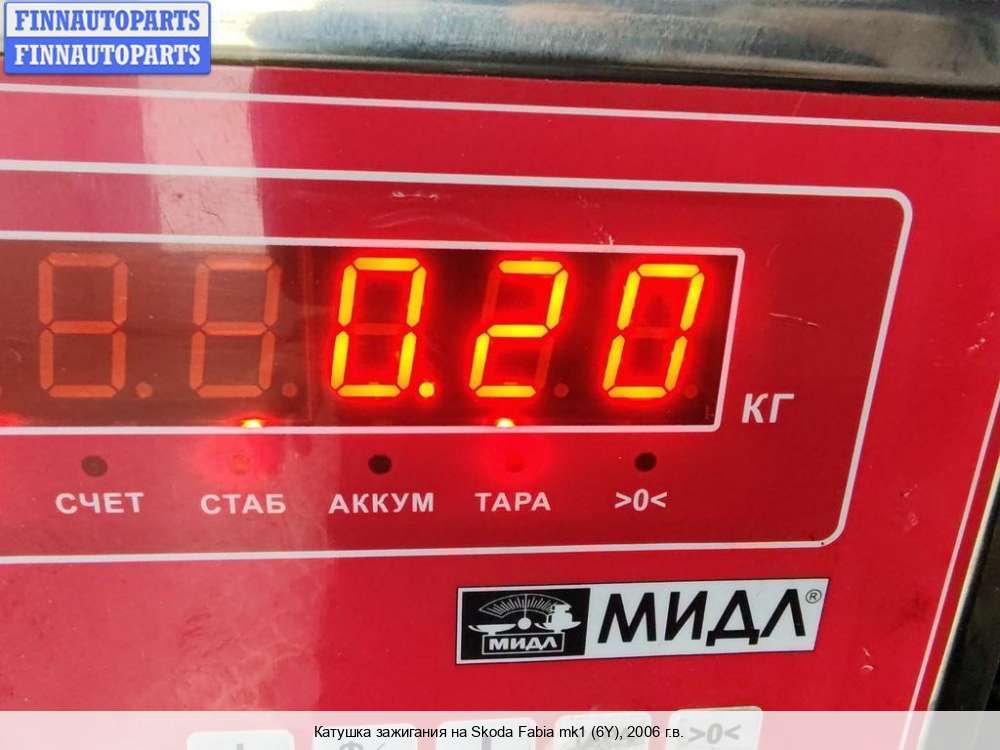 FINNAUTOPARTS
FINNAUTOPARTS
0.20
КГ
СЧЕТ СТАБ АККУМ ТАРА >0<
МИДЛ МИДЛ®
>0<
Катушка зажигания на Skoda Fabia mk1 (6Y), 2006 г.в.